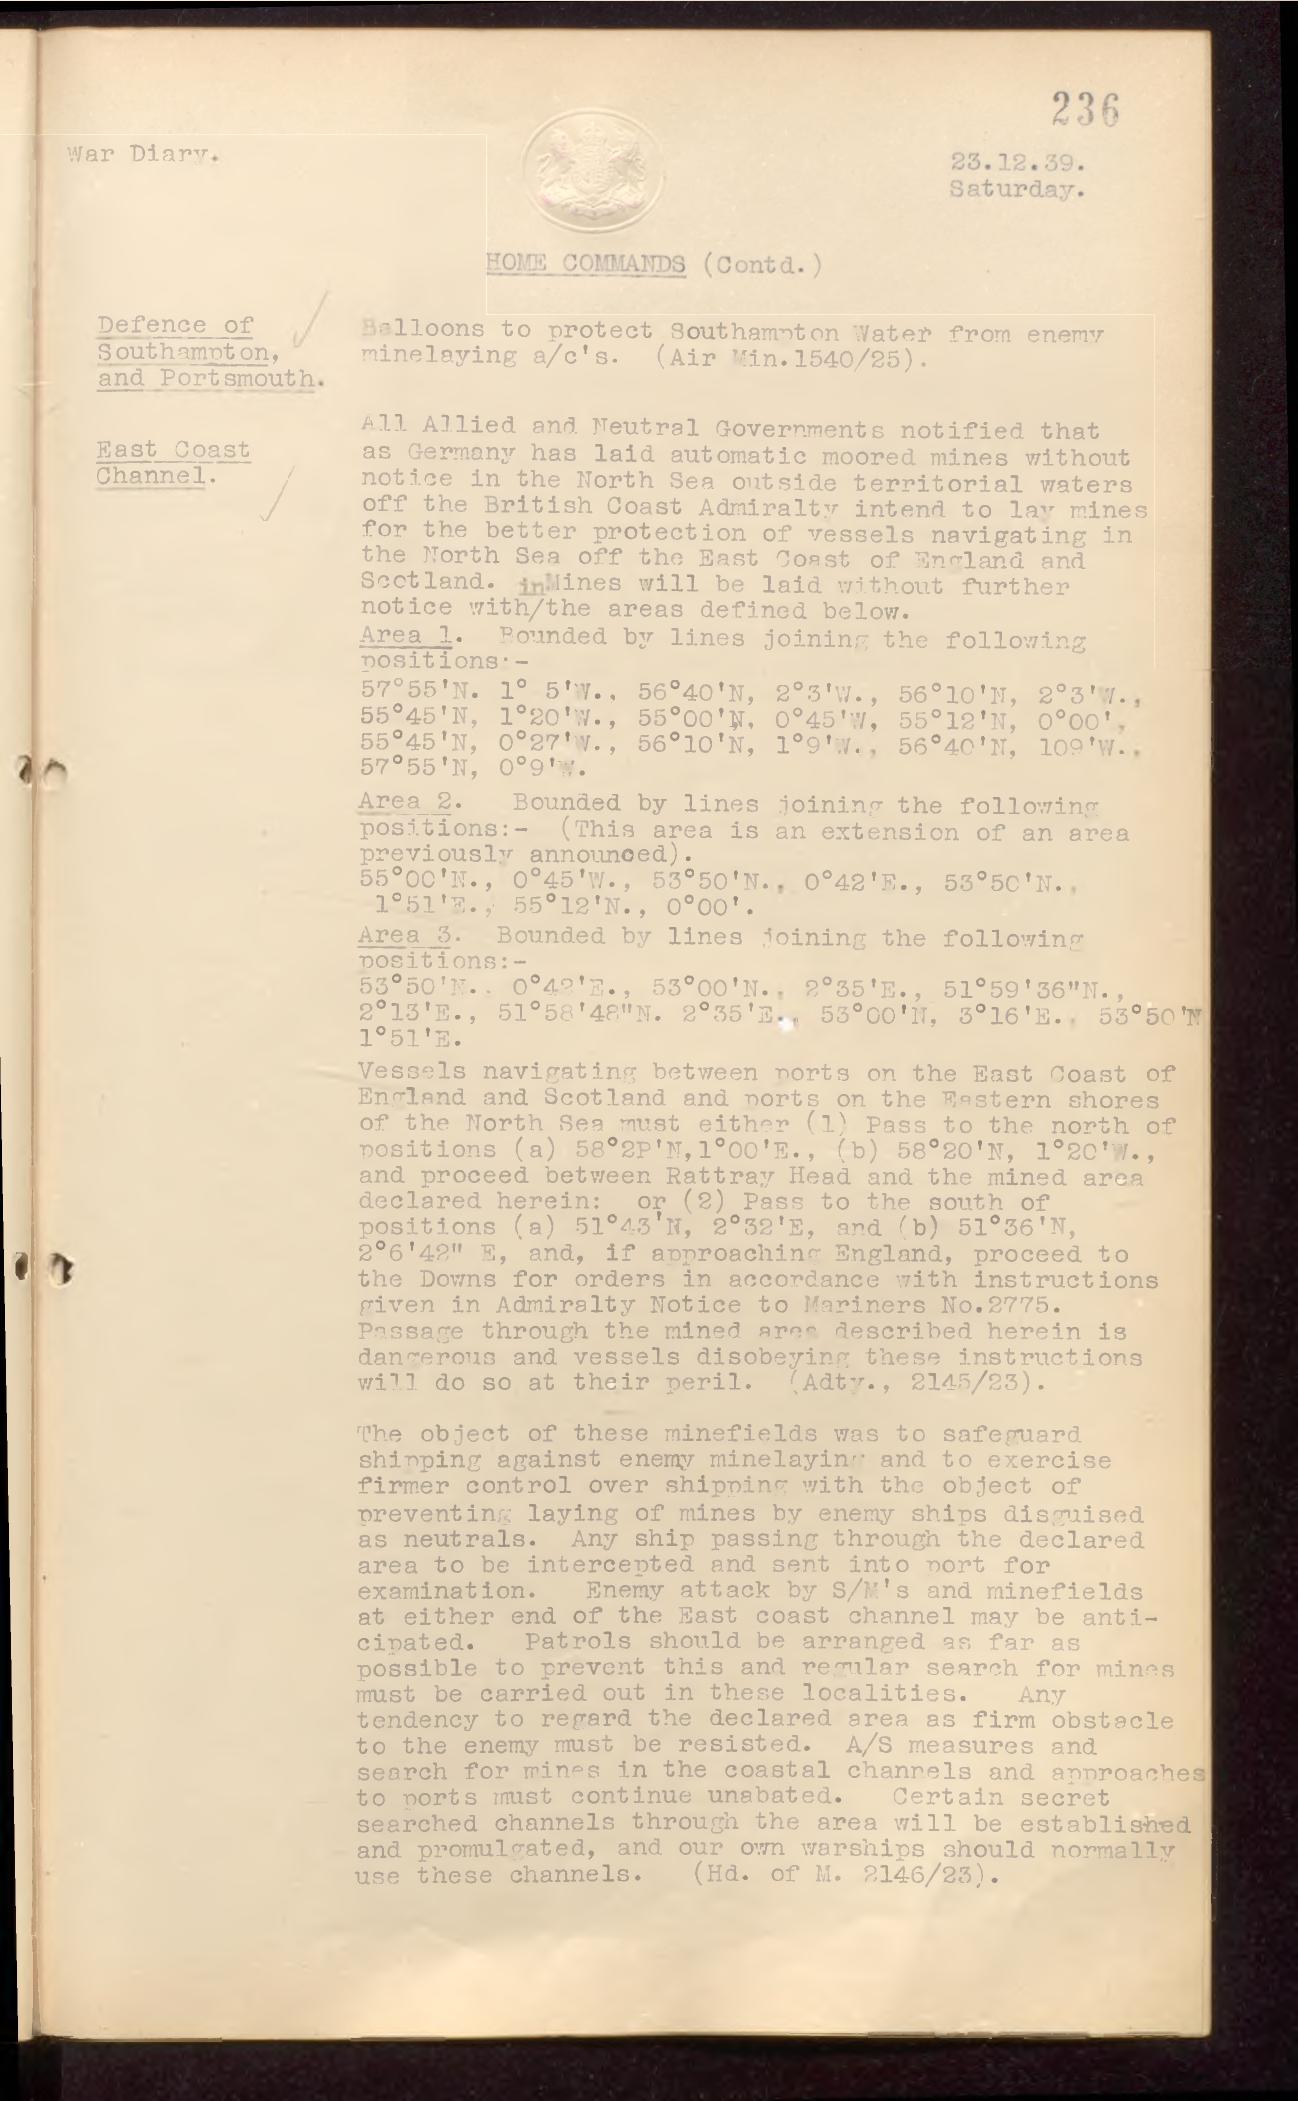 236
War Diary.
23.12.39.
Saturday.
HOME COMMANDS (Contd.)
Defence of
Southampton,
and Portsmouth.
Balloons to protect Southampton Water from enemy
minelaying a/c's. (Air Min.1540/25).
East Coast
Channel.
All Allied and Neutral Governments notified that
as Germany has laid automatic moored mines without
notice in the North Sea outside territorial waters
off the British Coast Admiralty intend to lay mines
for the better protection of vessels navigating in
the North Sea off the East Coast of England and
Scotland. in Mines will be laid without further
notice with/the areas defined below.
Area 1. Bounded by lines joining the following
positions:-
57°55'N. 1° 5'W., 56°40'N, 2°3'W., 56°10'N, 2°3'W.,
55°45'N, 1°20'W., 55°00'N, 0°45'W, 55°12'N, 0°00',
55°45'N, 0°27'W., 56°10'N, 1°9'W., 56°40'N, 109'W.,
57°55'N, 0°9'W.
Area 2. Bounded by lines joining the following
positions:- (This area is an extension of an area
previously announced).
55°00'N., 0°45'W., 53°50'N., 0°42'E., 53°50'N.,
1°51'E., 55°12'N., 0°00'.
Area 3. Bounded by lines joining the following
positions:-
53°50'N., 0°42'E., 53°00'N., 2°35'E., 51°59'36"N.,
2°13'E., 51°58'48"N. 2°35'E., 53°00'N, 3°16'E., 53°50'N
1°51'E.
Vessels navigating between ports on the East Coast of
England and Scotland and ports on the Eastern shores
of the North Sea must either (1) Pass to the north of
positions (a) 58°2P'N,1°00'E., (b) 58°20'N, 1°20'W.,
and proceed between Rattray Head and the mined area
declared herein: or (2) Pass to the south of
positions (a) 51°43'N, 2°32'E, and (b) 51°36'N,
2°6'42" E, and, if approaching England, proceed to
the Downs for orders in accordance with instructions
given in Admiralty Notice to Mariners No.2775.
Passage through the mined area described herein is
dangerous and vessels disobeying these instructions
will do so at their peril. (Adty., 2145/23).
The object of these minefields was to safeguard
shipping against enemy minelaying and to exercise
firmer control over shipping with the object of
preventing laying of mines by enemy ships disguised
as neutrals. Any ship passing through the declared
area to be intercepted and sent into port for
examination. Enemy attack by S/M's and minefields
at either end of the East coast channel may be anti-
cipated. Patrols should be arranged as far as
possible to prevent this and regular search for mines
must be carried out in these localities. Any
tendency to regard the declared area as firm obstacle
to the enemy must be resisted. A/S measures and
search for mines in the coastal channels and approaches
to ports must continue unabated. Certain secret
searched channels through the area will be established
and promulgated, and our own warships should normally
use these channels. (Hd. of M. 2146/23).